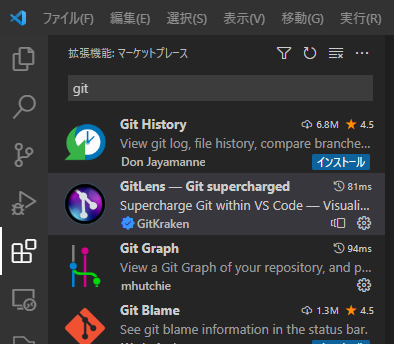 ファイル(F) 編集(E) 選択(S) 表示(V) 移動(G) 実行(R)
拡張機能: マーケットプレース
git
Git History 6.8M 4.5
View git log, file history, compare branche...
Don Jayamanne インストール
GitLens — Git supercharged 81ms
Supercharge Git within VS Code — Visuali...
GitKraken
Git Graph 94ms
View a Git Graph of your repository, and p...
mhutchie
Git Blame 1.3M 4.5
See git blame information in the status bar.